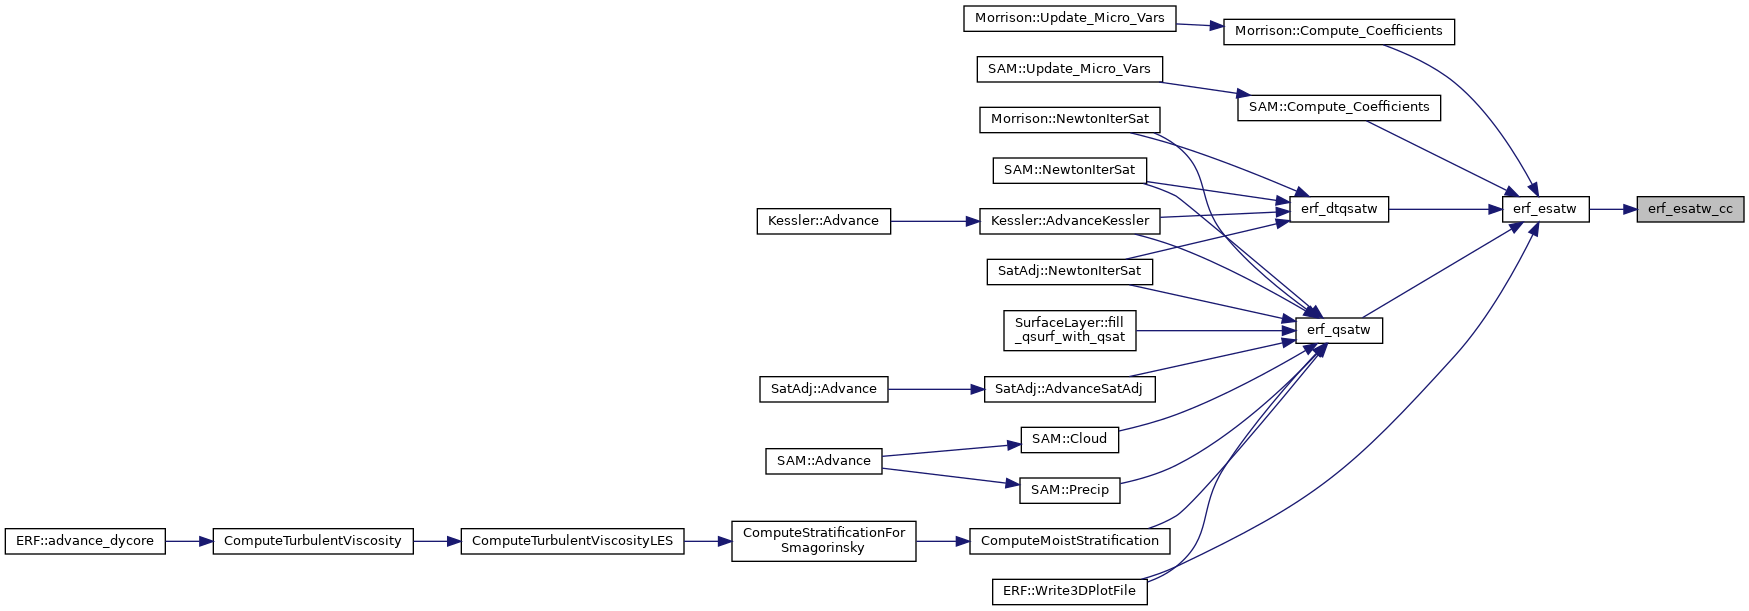 Morrison::Update_Micro_Vars
Morrison::Compute_Coefficients
SAM::Update_Micro_Vars
SAM::Compute_Coefficients
Morrison::NewtonIterSat
SAM::NewtonIterSat
Kessler::Advance
Kessler::AdvanceKessler
erf_dtqsatw
erf_esatw
erf_esatw_cc
SatAdj::NewtonIterSat
SurfaceLayer::fill
_qsurf_with_qsat
erf_qsatw
SatAdj::Advance
SatAdj::AdvanceSatAdj
SAM::Cloud
SAM::Advance
SAM::Precip
ERF::advance_dycore
ComputeTurbulentViscosity
ComputeTurbulentViscosityLES
ComputeStratificationFor
Smagorinsky
ComputeMoistStratification
ERF::Write3DPlotFile